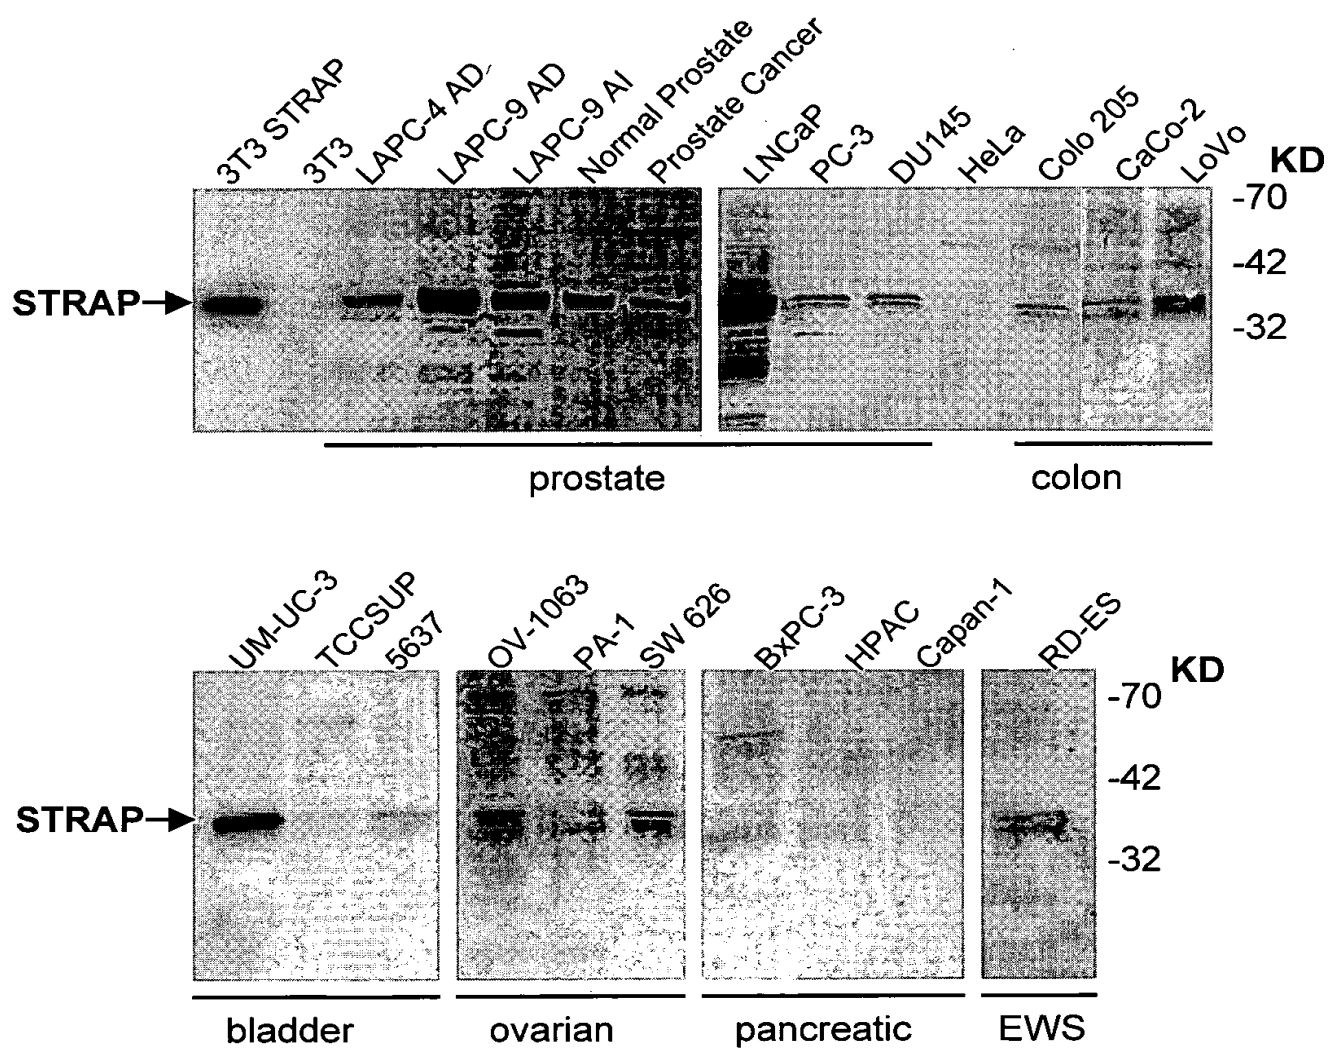 3T3 STRAP
3T3
LAPC-4 AD
LAPC-9 AD
LAPC-9 AI
Normal Prostate
Prostate Cancer
LNCaP
PC-3
DU145
HeLa
Colo 205
CaCo-2
LoVo
KD
-70
-42
STRAP
-32
prostate
colon
UM-UC-3
TCCSUP
5637
OV-1063
PA-1
SW 626
BxPC-3
HPAC
Capan-1
RD-ES
KD
-70
-42
STRAP
-32
bladder
ovarian
pancreatic
EWS